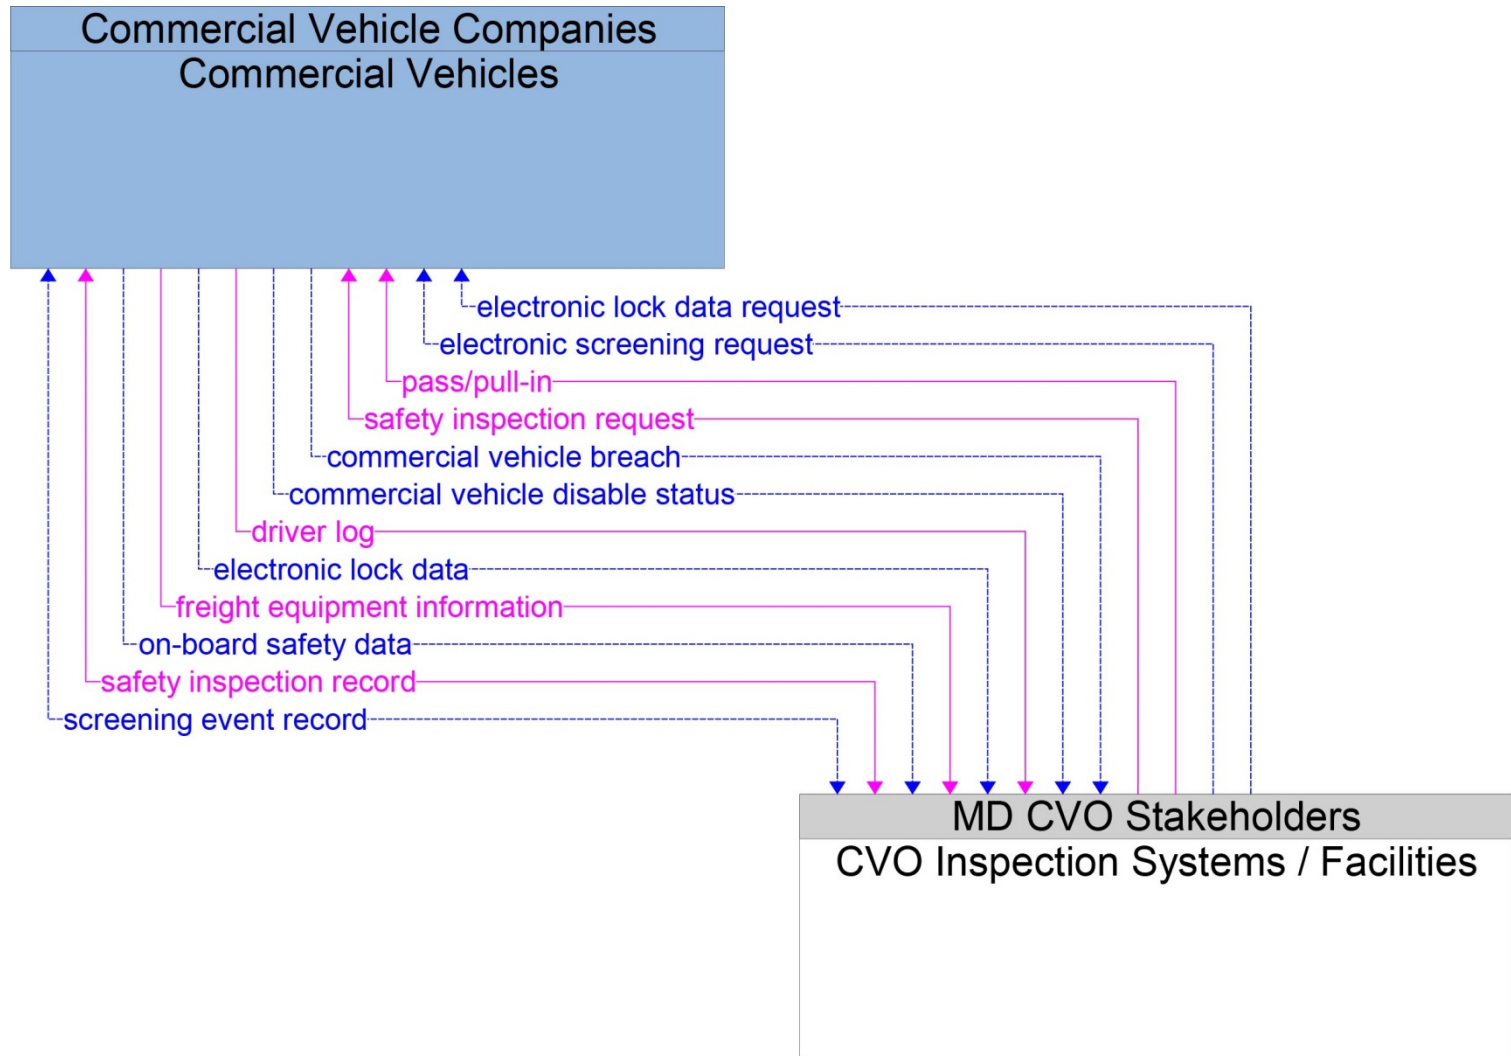 Commercial Vehicle Companies
Commercial Vehicles
electronic lock data request
electronic screening request
pass/pull-in
safety inspection request
commercial vehicle breach
commercial vehicle disable status
driver log
electronic lock data
freight equipment information
on-board safety data
safety inspection record
screening event record
MD CVO Stakeholders
CVO Inspection Systems / Facilities